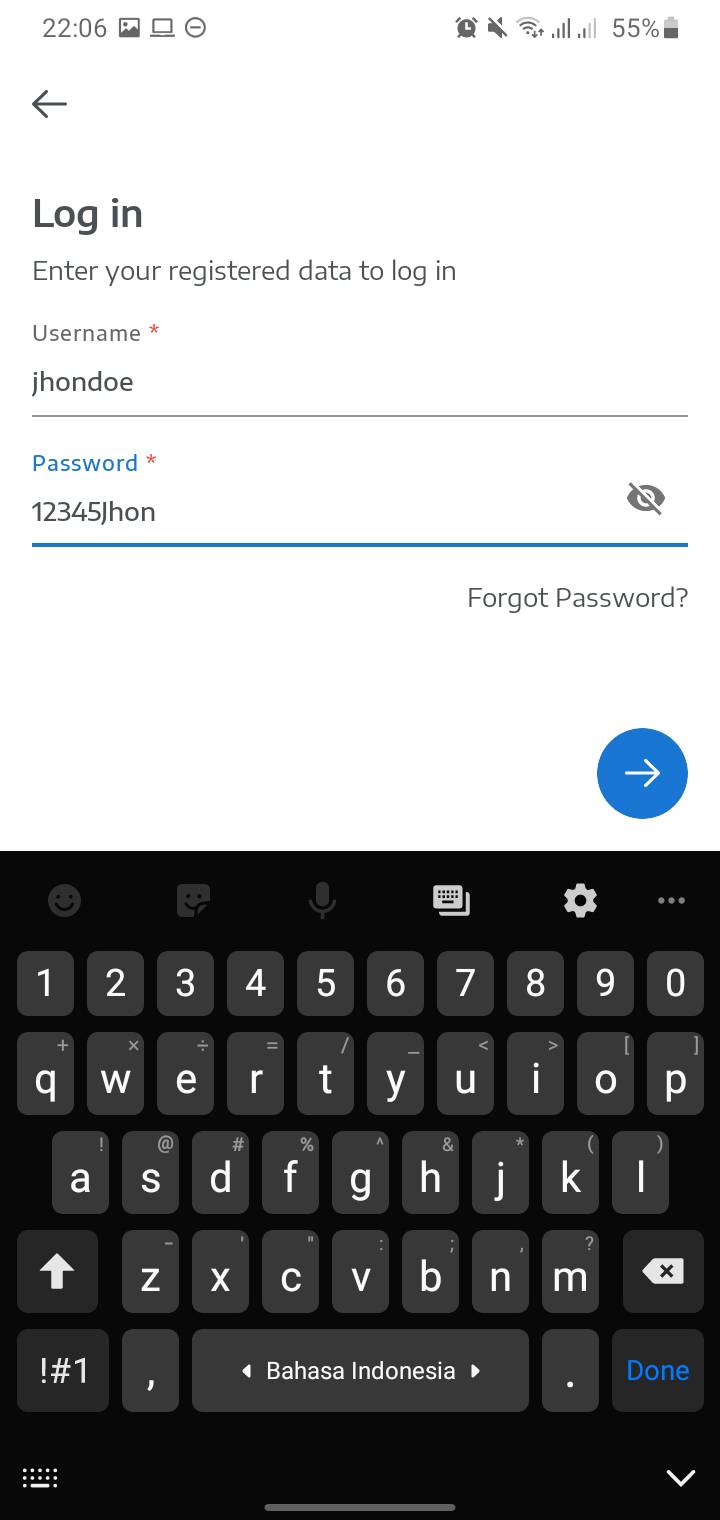 22:06 55%
Log in
Enter your registered data to log in
Username *
jhondoe
Password *
12345Jhon
Forgot Password?
1 2 3 4 5 6 7 8 9 0
+ × ÷ = / _ < > [ ]
q w e r t y u i o p
! @ # % ^ & * ( )
a s d f g h j k l
- ' " : ; , ?
z x c v b n m
!#1 , Bahasa Indonesia . Done